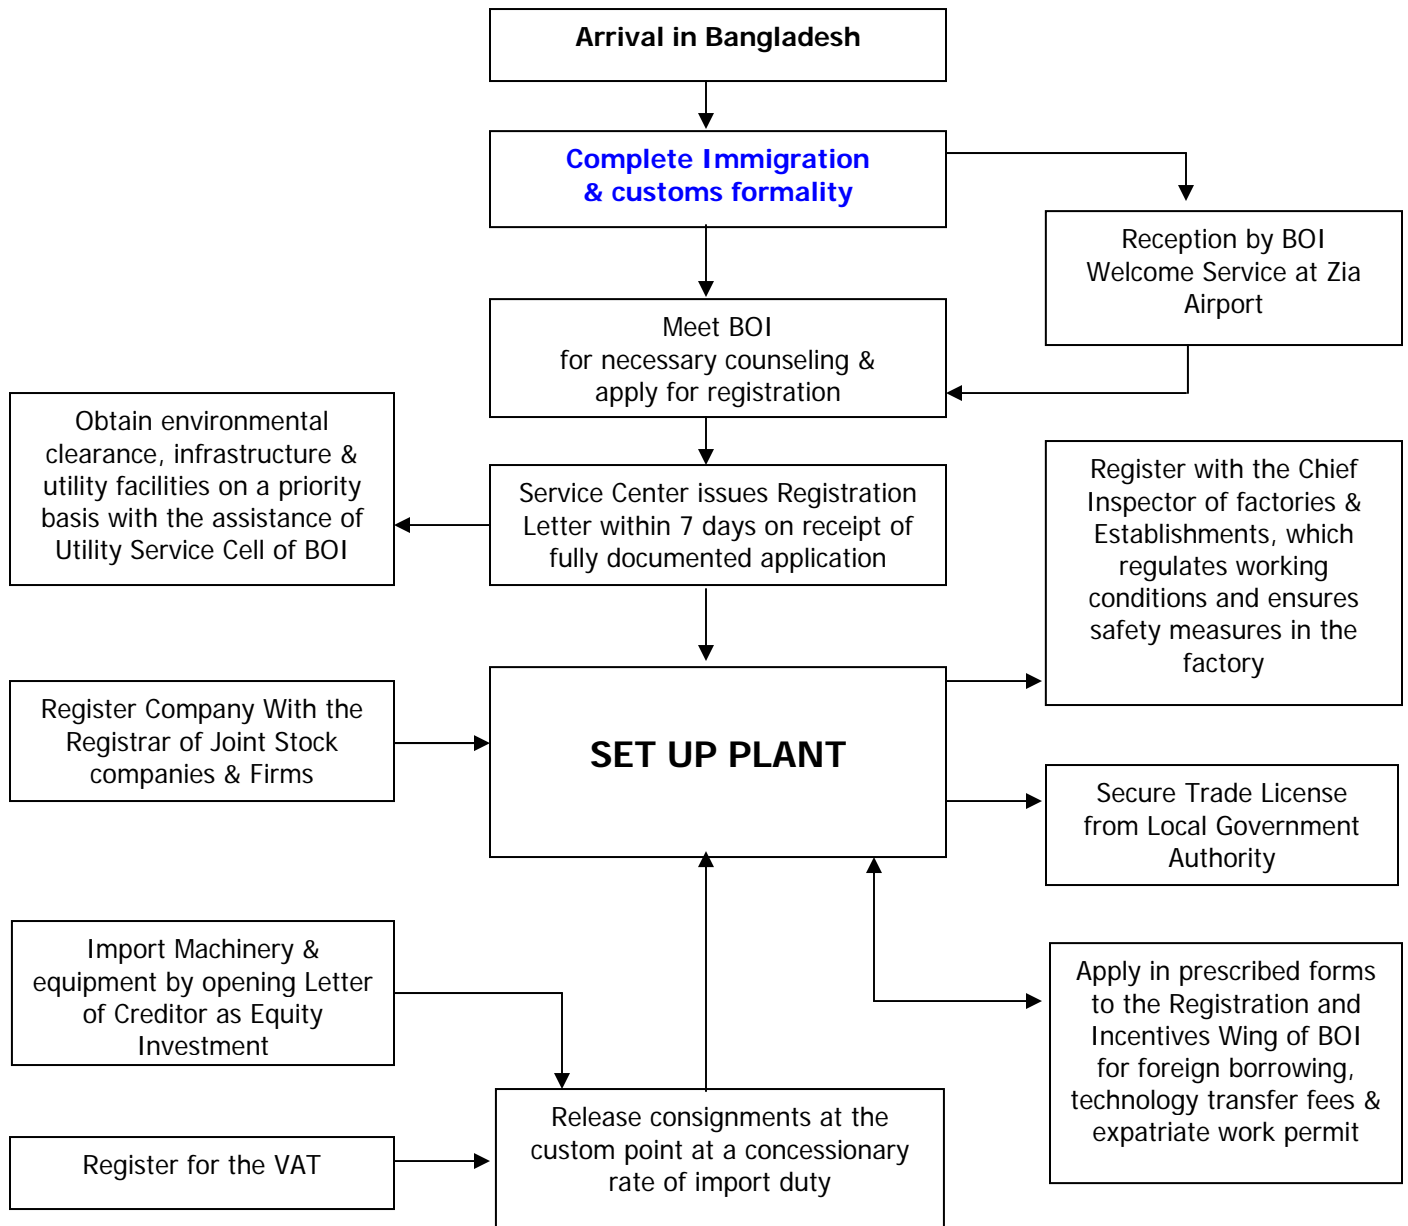 Arrival in Bangladesh
Complete Immigration
& customs formality
Reception by BOI
Welcome Service at Zia
Airport
Meet BOI
for necessary counseling &
apply for registration
Obtain environmental
clearance, infrastructure &
utility facilities on a priority
basis with the assistance of
Utility Service Cell of BOI
Service Center issues Registration
Letter within 7 days on receipt of
fully documented application
Register with the Chief
Inspector of factories &
Establishments, which
regulates working
conditions and ensures
safety measures in the
factory
Register Company With the
Registrar of Joint Stock
companies & Firms
SET UP PLANT
Secure Trade License
from Local Government
Authority
Import Machinery &
equipment by opening Letter
of Creditor as Equity
Investment
Apply in prescribed forms
to the Registration and
Incentives Wing of BOI
for foreign borrowing,
technology transfer fees &
expatriate work permit
Register for the VAT
Release consignments at the
custom point at a concessionary
rate of import duty